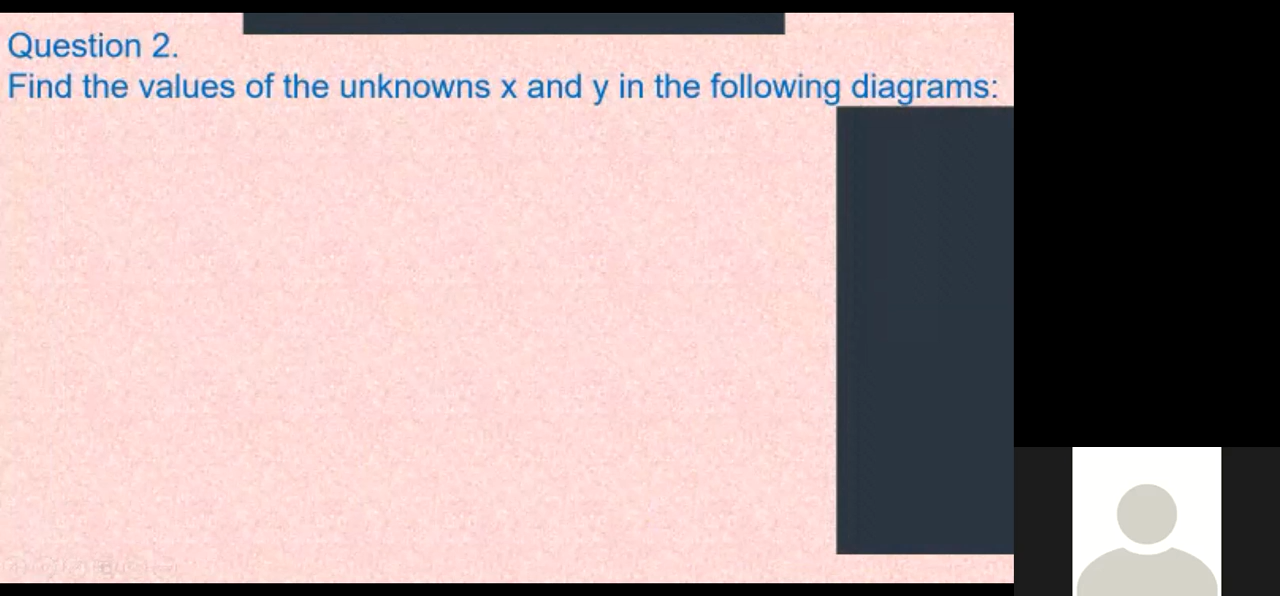 Question 2.
Find the values of the unknowns x and y in the following diagrams: